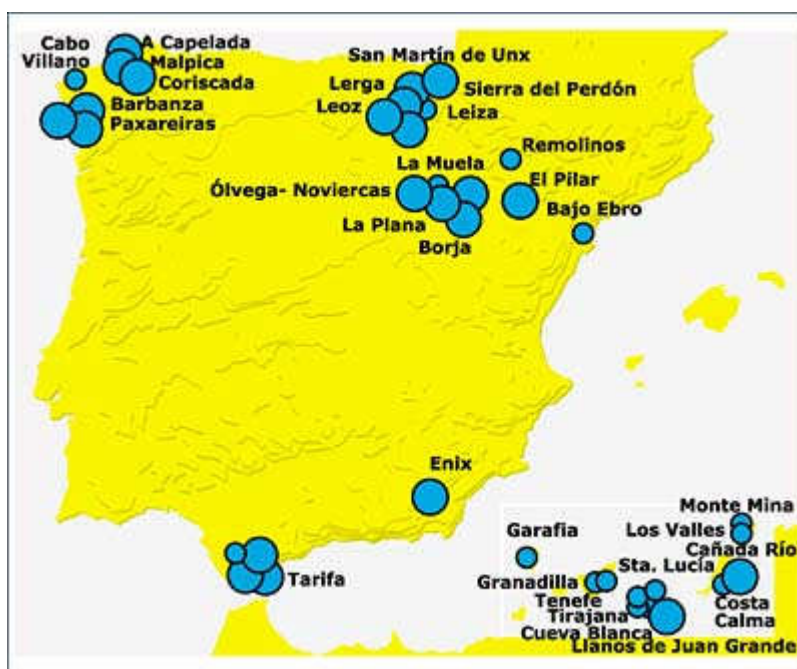 Cabo
Villano
A Capelada
Malpica
Coriscada
Barbanza
Paxareiras
San Martín de Unx
Lerga
Sierra del Perdón
Leoz
Leiza
Remolinos
La Muela
Ólvega- Noviercas
El Pilar
La Plana
Bajo Ebro
Borja
Enix
Tarifa
Monte Mina
Garafia
Los Valles
Cañada Río
Sta. Lucía
Granadilla
Tenefe
Tirajana
Costa
Calma
Cueva Blanca
Llanos de Juan Grande